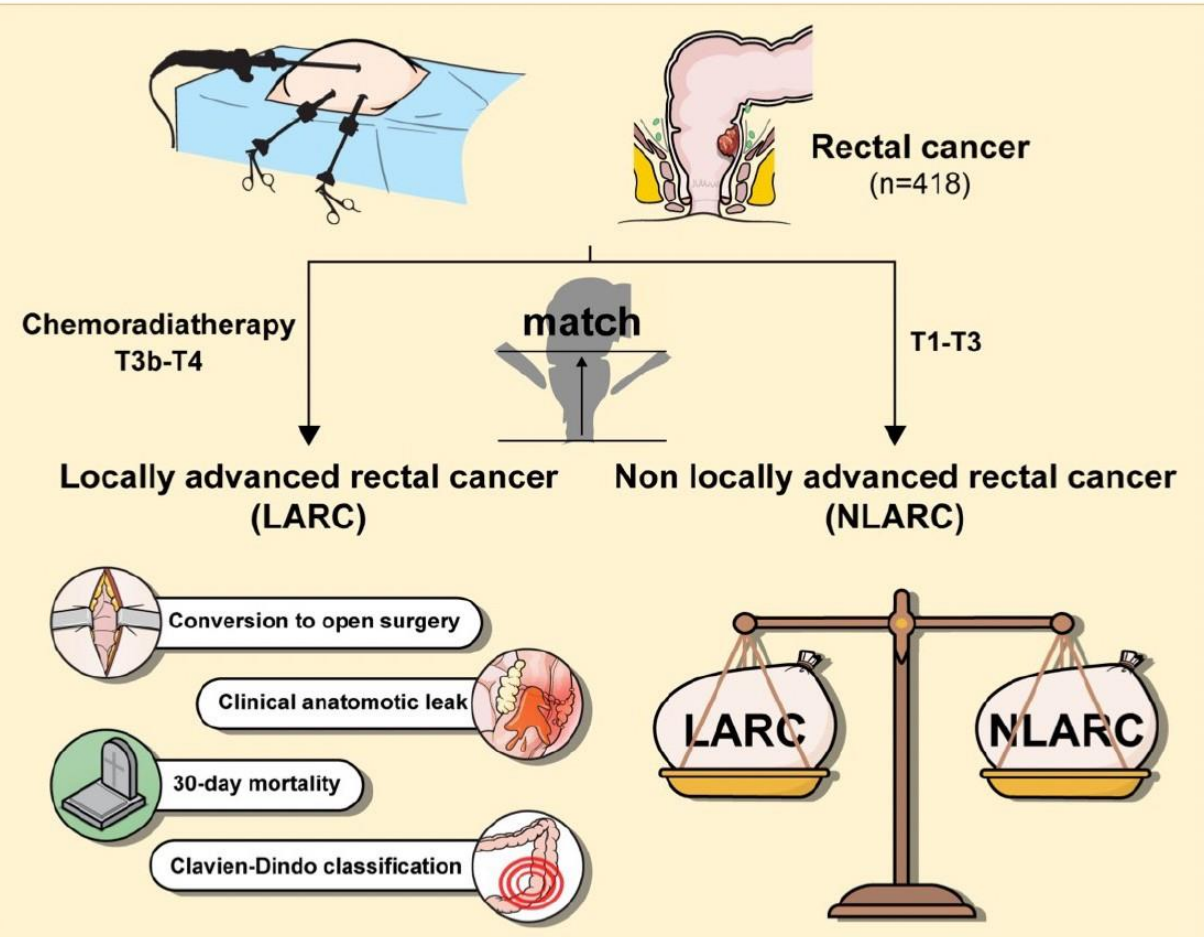 Rectal cancer
(n=418)
Chemoradiatherapy
T3b-T4
match
T1-T3
Locally advanced rectal cancer
(LARC)
Non locally advanced rectal cancer
(NLARC)
Conversion to open surgery
Clinical anatomotic leak
30-day mortality
Clavien-Dindo classification
LARC
NLARC